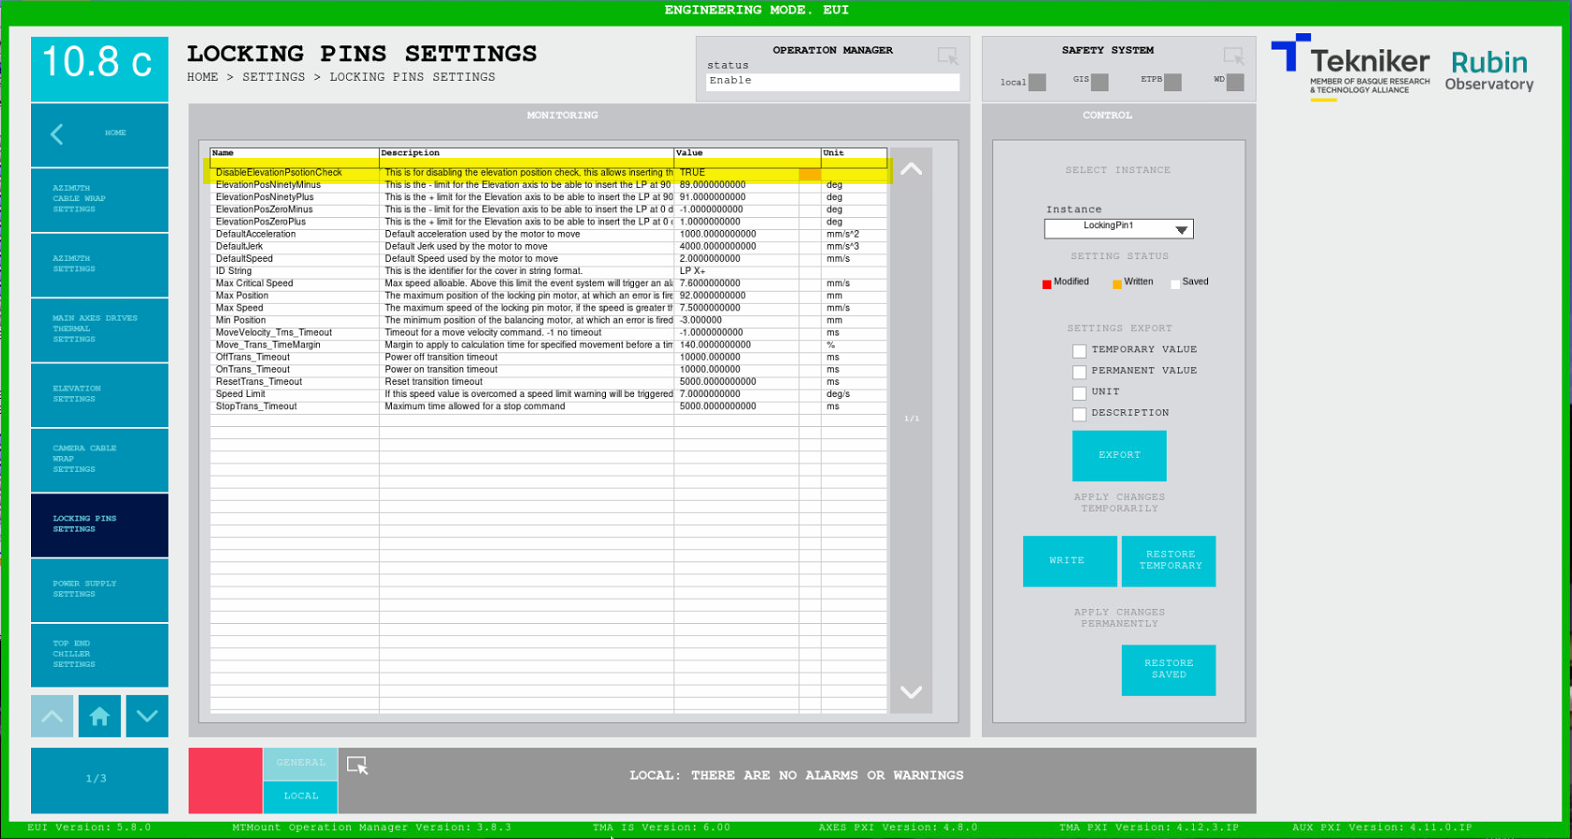 ENGINEERING MODE. EUI
10.8 c
LOCKING PINS SETTINGS
HOME > SETTINGS > LOCKING PINS SETTINGS
OPERATION MANAGER
status
Enable
SAFETY SYSTEM
local GIS ETPB WD
Tekniker
MEMBER OF BASQUE RESEARCH
& TECHNOLOGY ALLIANCE
Rubin
Observatory
HOME
AZIMUTH
CABLE WRAP
SETTINGS
AZIMUTH
SETTINGS
MAIN AXES DRIVES
THERMAL
SETTINGS
ELEVATION
SETTINGS
CAMERA CABLE
WRAP
SETTINGS
LOCKING PINS
SETTINGS
POWER SUPPLY
SETTINGS
TOP END
CHILLER
SETTINGS
1/3
MONITORING
Name Description Value Unit
DisableElevationPsotionCheck This is for disabling the elevation position check, this allows inserting th TRUE
ElevationPosNinetyMinus This is the - limit for the Elevation axis to be able to insert the LP at 90 89.0000000000 deg
ElevationPosNinetyPlus This is the + limit for the Elevation axis to be able to insert the LP at 90 91.0000000000 deg
ElevationPosZeroMinus This is the - limit for the Elevation axis to be able to insert the LP at 0 d -1.0000000000 deg
ElevationPosZeroPlus This is the + limit for the Elevation axis to be able to insert the LP at 0 1.0000000000 deg
DefaultAcceleration Default acceleration used by the motor to move 1000.0000000000 mm/s^2
DefaultJerk Default Jerk used by the motor to move 4000.0000000000 mm/s^3
DefaultSpeed Default Speed used by the motor to move 2.0000000000 mm/s
ID String This is the identifier for the cover in string format. LP X+
Max Critical Speed Max speed alloable. Above this limit the event system will trigger an ala 7.6000000000 mm/s
Max Position The maximum position of the locking pin motor, at which an error is fire 92.0000000000 mm
Max Speed The maximum speed of the locking pin motor, if the speed is greater th 7.5000000000 mm/s
Min Position The minimum position of the balancing motor, at which an error is fired -3.000000 mm
MoveVelocity_Tms_Timeout Timeout for a move velocity command. -1 no timeout -1.0000000000 ms
Move_Trans_TimeMargin Margin to apply to calculation time for specified movement before a tim 140.0000000000 %
OffTrans_Timeout Power off transition timeout 10000.000000 ms
OnTrans_Timeout Power on transition timeout 10000.000000 ms
ResetTrans_Timeout Reset transition timeout 5000.0000000000 ms
Speed Limit If this speed value is overcomed a speed limit warning will be triggered 7.0000000000 deg/s
StopTrans_Timeout Maximum time allowed for a stop command 5000.0000000000 ms
1/1
CONTROL
SELECT INSTANCE
Instance
LockingPin1
SETTING STATUS
Modified Written Saved
SETTINGS EXPORT
TEMPORARY VALUE
PERMANENT VALUE
UNIT
DESCRIPTION
EXPORT
APPLY CHANGES
TEMPORARILY
WRITE
RESTORE
TEMPORARY
APPLY CHANGES
PERMANENTLY
RESTORE
SAVED
GENERAL
LOCAL
LOCAL: THERE ARE NO ALARMS OR WARNINGS
EUI Version: 5.8.0 MTMount Operation Manager Version: 3.8.3 TMA IS Version: 6.00 AXES PXI Version: 4.8.0 TMA PXI Version: 4.12.3.IP AUX PXI Version: 4.11.0.IP